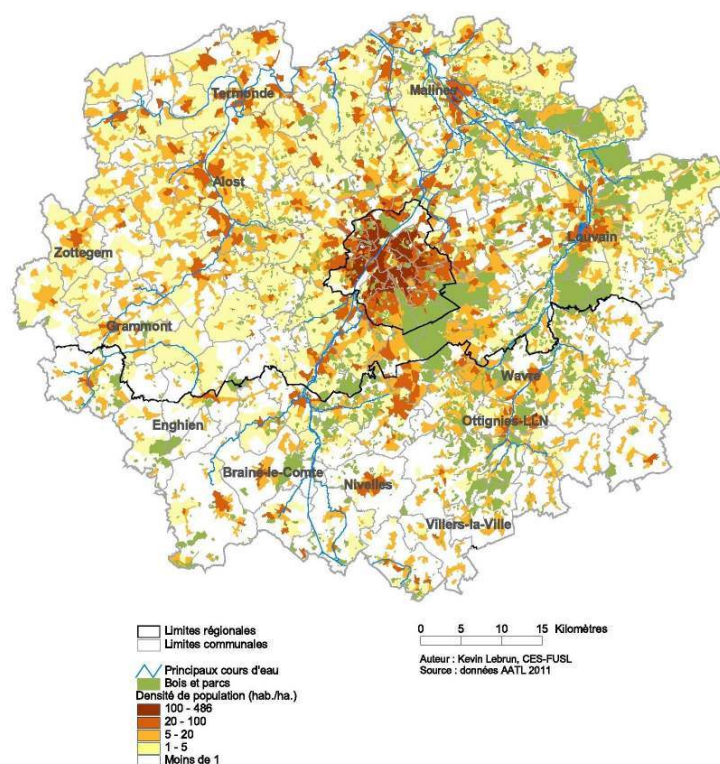 Termonde
Malines
Alost
Zottegem
Louvain
Grammont
Wavre
Enghien
Ottignies-LLN
Braine-le-Comte
Nivelles
Villers-la-Ville
Limites régionales
Limites communales
Principaux cours d'eau
Bois et parcs
Densité de population (hab./ha.)
100 - 486
20 - 100
5 - 20
1 - 5
Moins de 1
0 5 10 15 Kilomètres
Auteur : Kevin Lebrun, CES-FUSL
Source : données AATL 2011